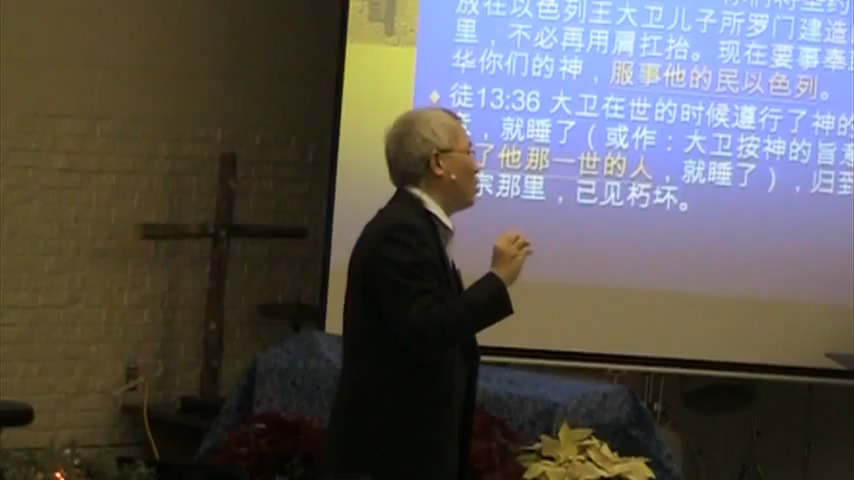 放在以色列王大卫儿子所罗门建造
里，不必再用肩扛抬。现在要事奉
华你们的神，服事他的民以色列。
徒13:36 大卫在世的时候遵行了神的
，就睡了（或作：大卫按神的旨意
了他那一世的人，就睡了），归到
宗那里，已见朽坏。